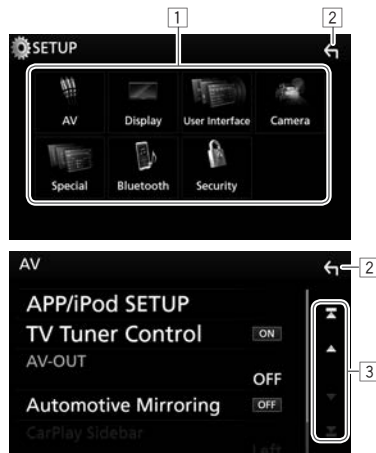 1 2
SETUP
AV Display User Interface Camera
Special Bluetooth Security
AV
2
APP/iPod SETUP
TV Tuner Control ON
AV-OUT
OFF
3
Automotive Mirroring OFF
CarPlay Sidebar
Left